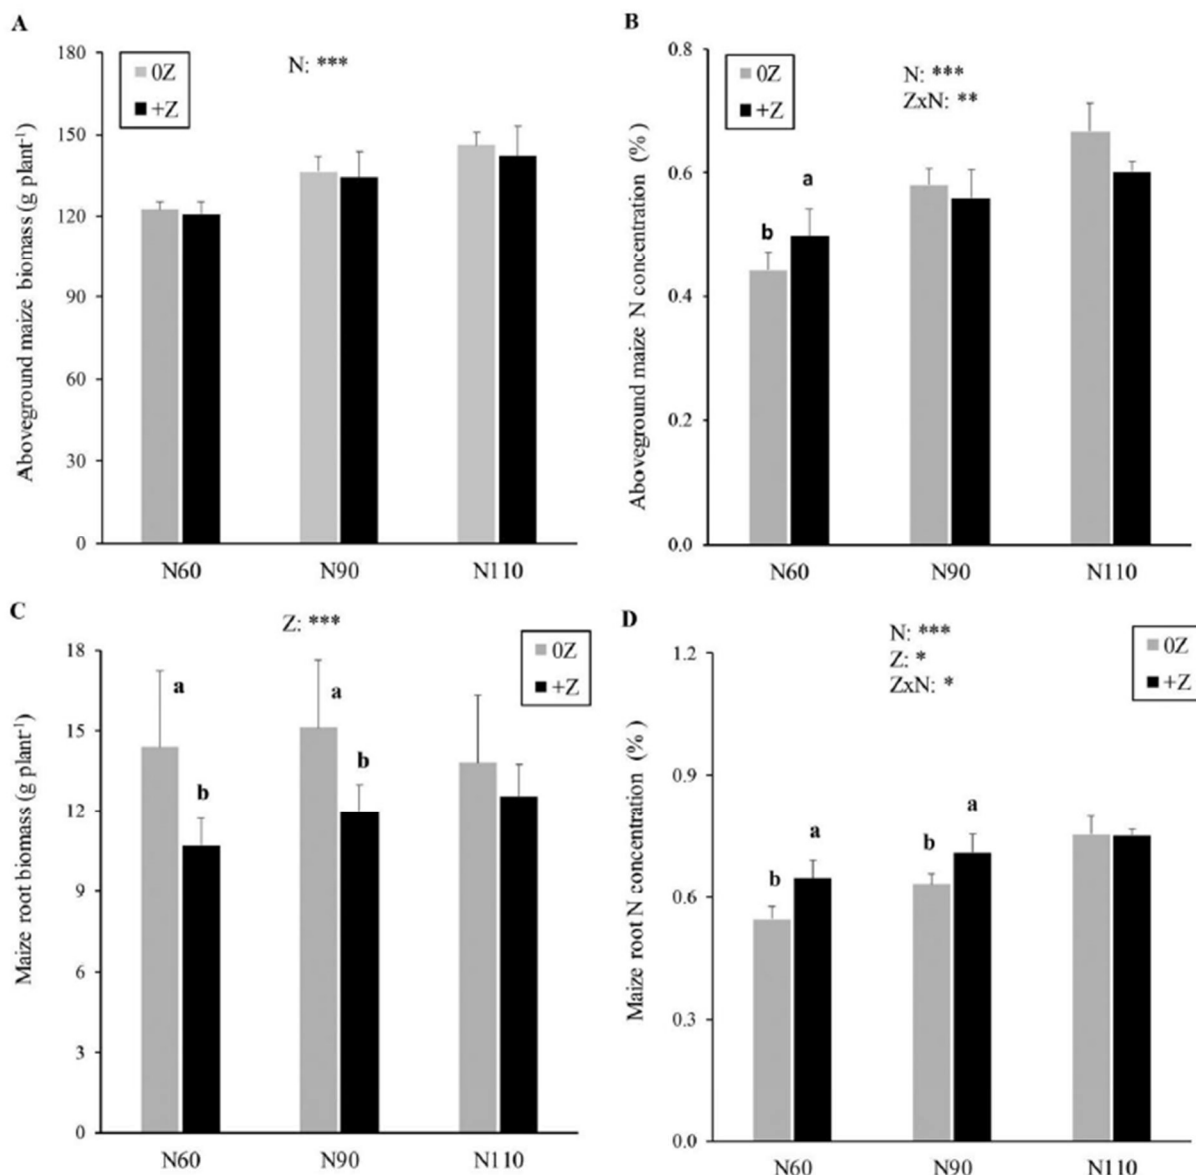 A
Aboveground maize biomass (g plant-1)
180
150
120
90
60
30
0
0Z
+Z
N: ***
N60
N90
N110
B
Aboveground maize N concentration (%)
0.8
0.6
0.4
0.2
0.0
0Z
+Z
N: ***
ZxN: **
b
a
N60
N90
N110
C
Maize root biomass (g plant-1)
18
15
12
9
6
3
0
Z: ***
0Z
+Z
a
b
a
b
N60
N90
N110
D
Maize root N concentration (%)
1.2
0.9
0.6
0.3
0.0
N: ***
Z: *
ZxN: *
0Z
+Z
b
a
b
a
N60
N90
N110